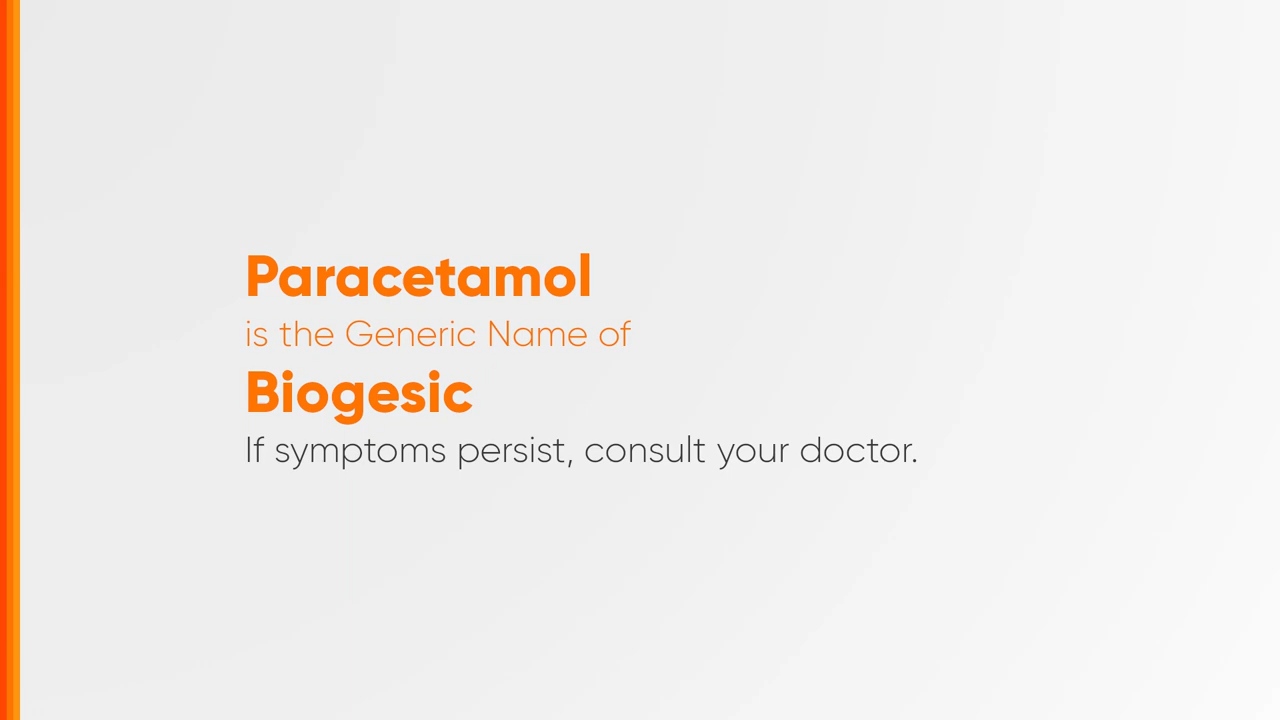 Paracetamol
is the Generic Name of
Biogesic
If symptoms persist, consult your doctor.